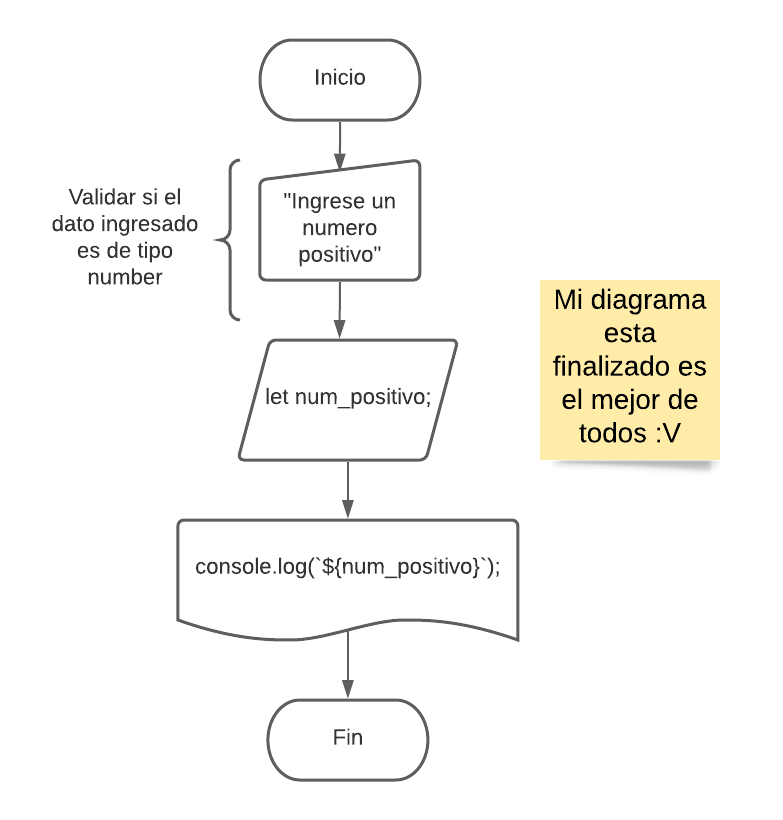 Inicio
Validar si el
dato ingresado
es de tipo
number
"Ingrese un
numero
positivo"
let num_positivo;
Mi diagrama
esta
finalizado es
el mejor de
todos :V
console.log(`${num_positivo}`);
Fin